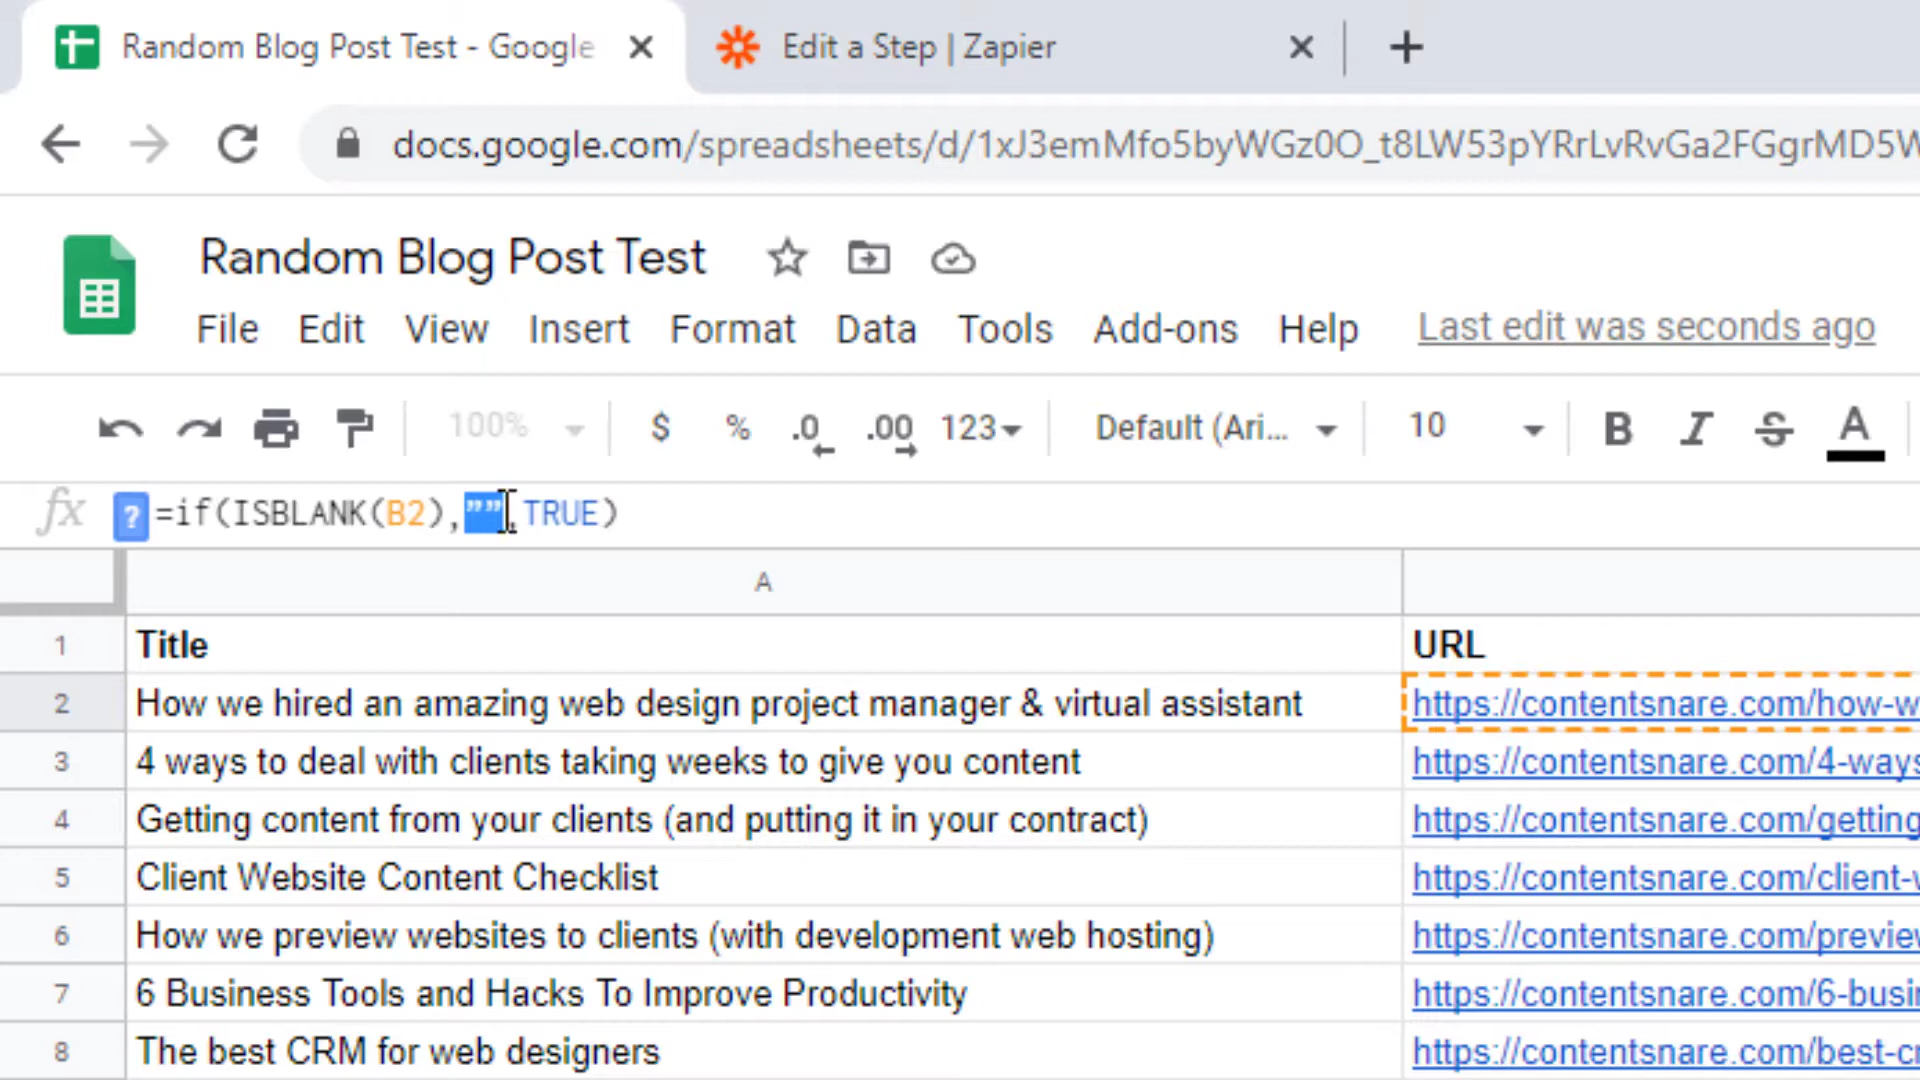 Random Blog Post Test - Google
Edit a Step | Zapier
docs.google.com/spreadsheets/d/1xJ3emMfo5byWGz0O_t8LW53pYRrLvRvGa2FGgrMD5W
Random Blog Post Test
File Edit View Insert Format Data Tools Add-ons Help Last edit was seconds ago
100% $ % .0 .00 123 Default (Ari... 10 B I S A
fx ? =if(ISBLANK(B2),"",TRUE)
A
1 Title URL
2 How we hired an amazing web design project manager & virtual assistant https://contentsnare.com/how-w
3 4 ways to deal with clients taking weeks to give you content https://contentsnare.com/4-ways
4 Getting content from your clients (and putting it in your contract) https://contentsnare.com/getting
5 Client Website Content Checklist https://contentsnare.com/client-w
6 How we preview websites to clients (with development web hosting) https://contentsnare.com/preview
7 6 Business Tools and Hacks To Improve Productivity https://contentsnare.com/6-busin
8 The best CRM for web designers https://contentsnare.com/best-cr